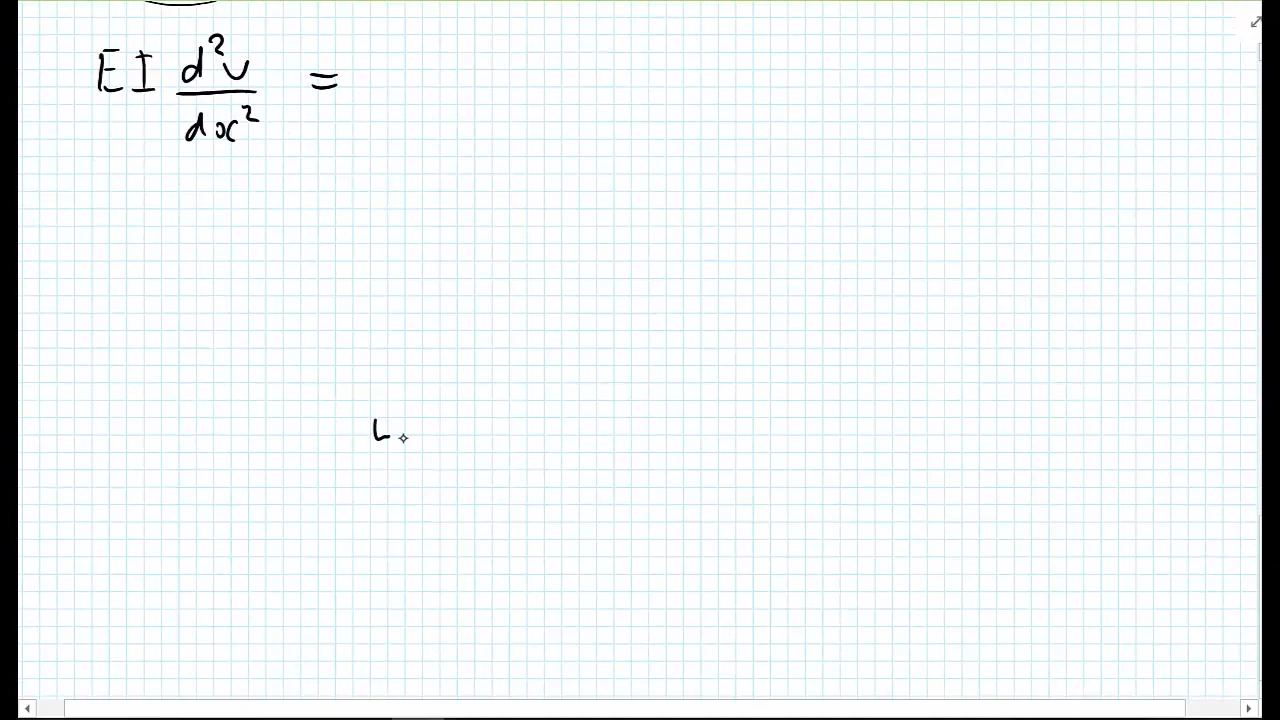 EI d²v/dx² =
L